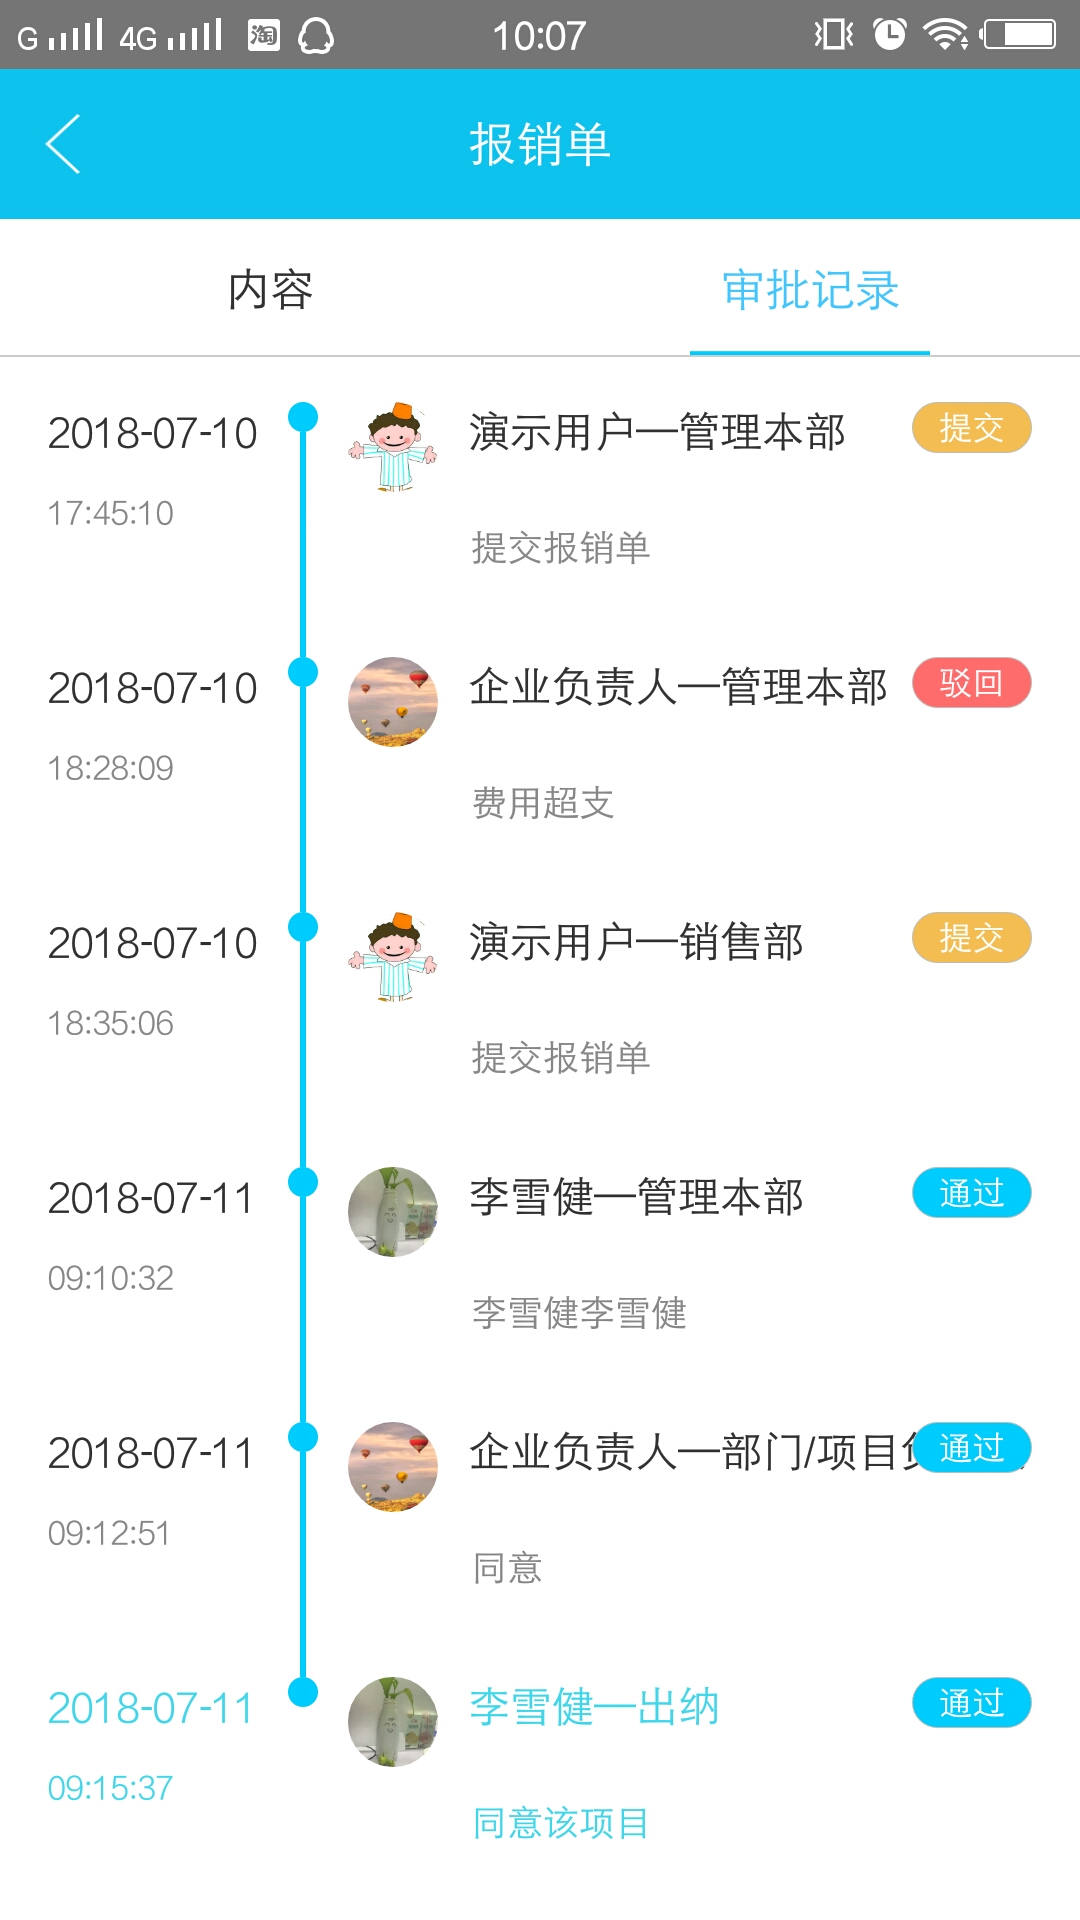 G 4G 淘 10:07
报销单
内容 审批记录
2018-07-10 演示用户—管理本部 提交
17:45:10
提交报销单
2018-07-10 企业负责人—管理本部 驳回
18:28:09
费用超支
2018-07-10 演示用户—销售部 提交
18:35:06
提交报销单
2018-07-11 李雪健—管理本部 通过
09:10:32
李雪健李雪健
2018-07-11 企业负责人—部门/项目 通过
09:12:51
同意
2018-07-11 李雪健—出纳 通过
09:15:37
同意该项目